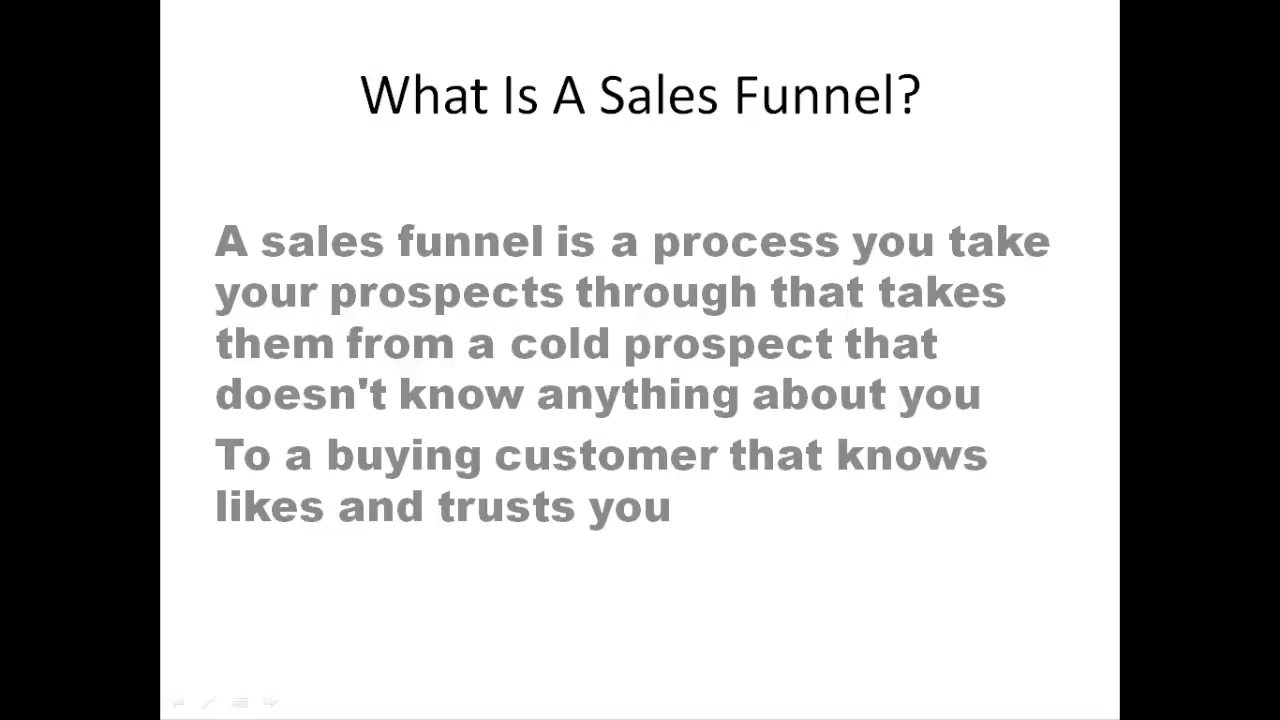 What Is A Sales Funnel?
A sales funnel is a process you take
your prospects through that takes
them from a cold prospect that
doesn't know anything about you
To a buying customer that knows
likes and trusts you